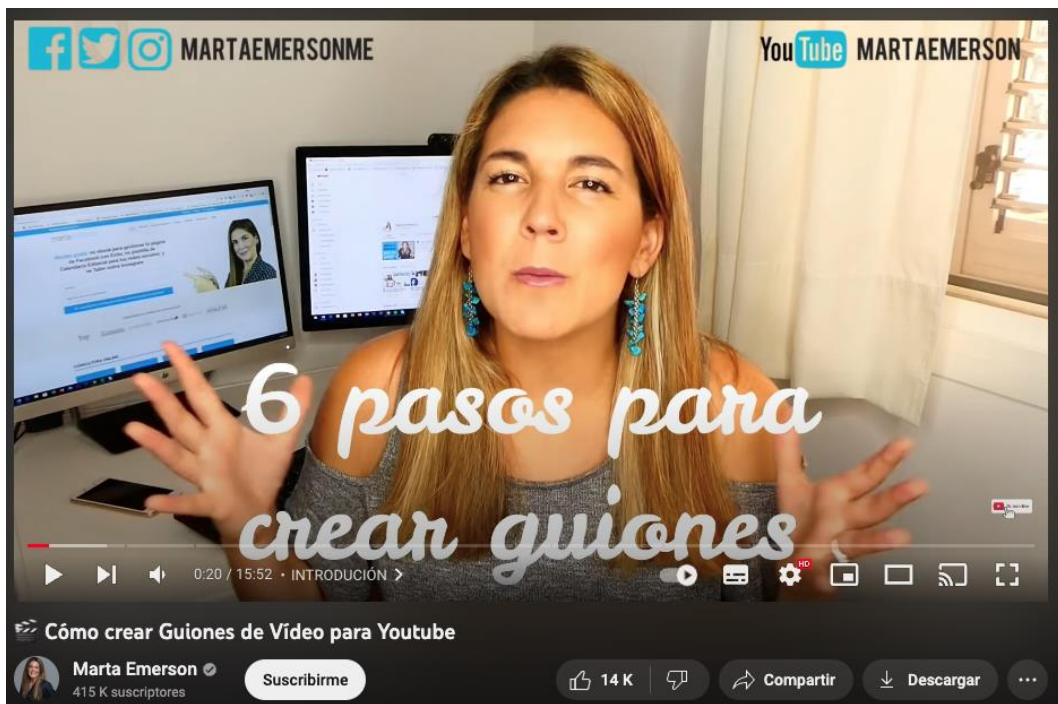 MARTAEMERSONME
YouTube MARTAEMERSON
6 pasos para
crear guiones
0:20 / 15:52 • INTRODUCCIÓN >
HD
Cómo crear Guiones de Vídeo para Youtube
Marta Emerson
415 K suscriptores
Suscribirme
14 K
Compartir
Descargar